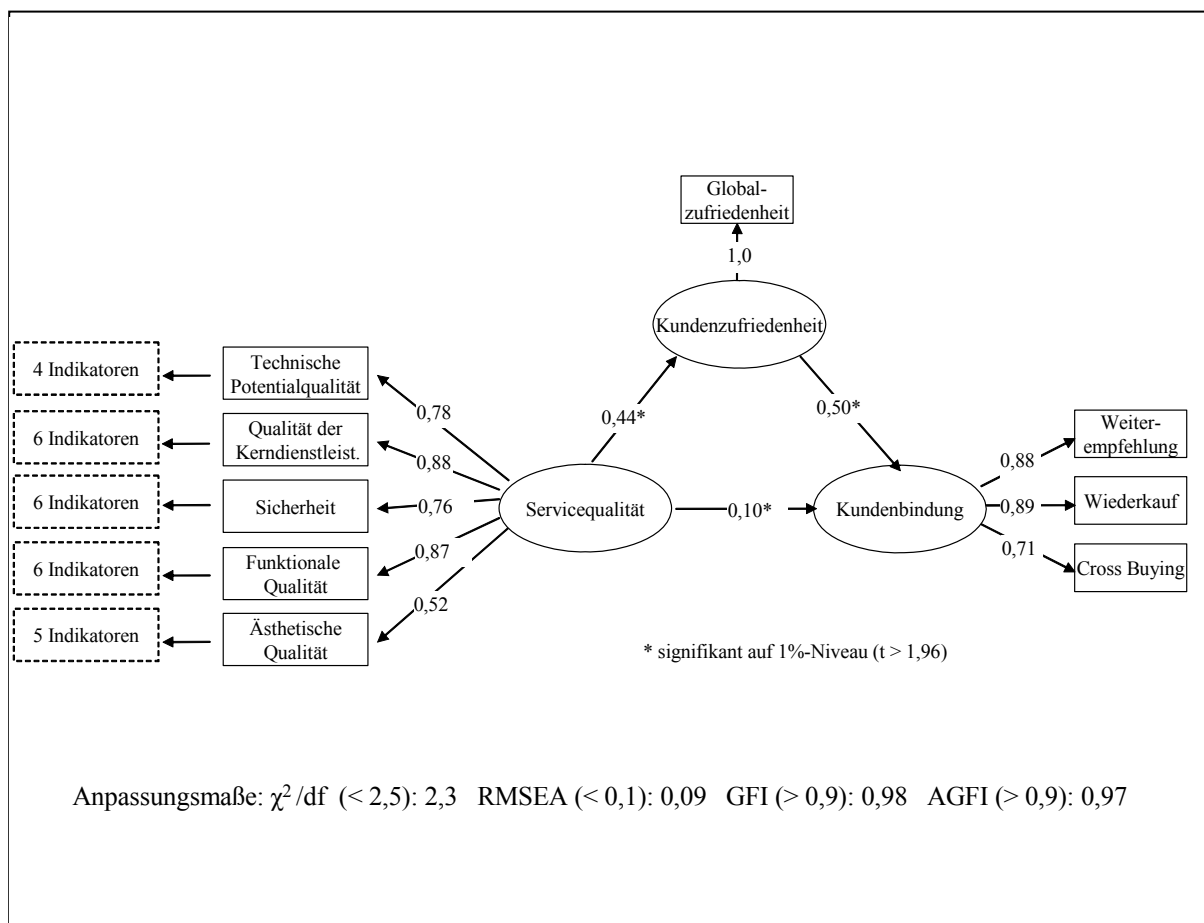 Global-
zufriedenheit
1,0
Kundenzufriedenheit
4 Indikatoren
Technische
Potentialqualität
0,78
0,44*
0,50*
6 Indikatoren
Qualität der
Kerndienstleist.
0,88
Weiter-
empfehlung
0,88
6 Indikatoren
Sicherheit
0,76
Servicequalität
0,10*
Kundenbindung
0,89
Wiederkauf
6 Indikatoren
Funktionale
Qualität
0,87
0,71
Cross Buying
0,52
5 Indikatoren
Ästhetische
Qualität
* signifikant auf 1%-Niveau (t > 1,96)
Anpassungsmaße: χ² /df (< 2,5): 2,3 RMSEA (< 0,1): 0,09 GFI (> 0,9): 0,98 AGFI (> 0,9): 0,97